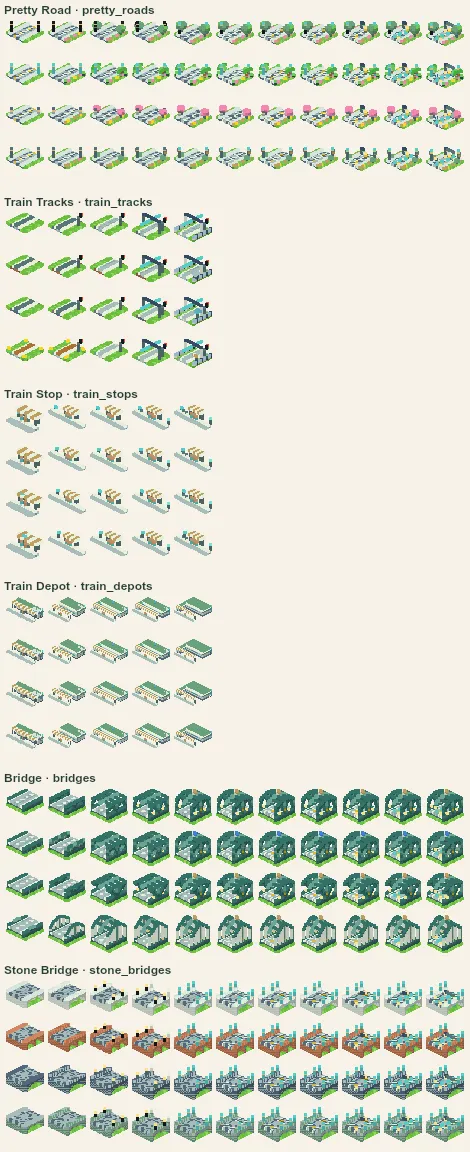 Pretty Road · pretty_roads
Train Tracks · train_tracks
Train Stop · train_stops
Train Depot · train_depots
Bridge · bridges
Stone Bridge · stone_bridges